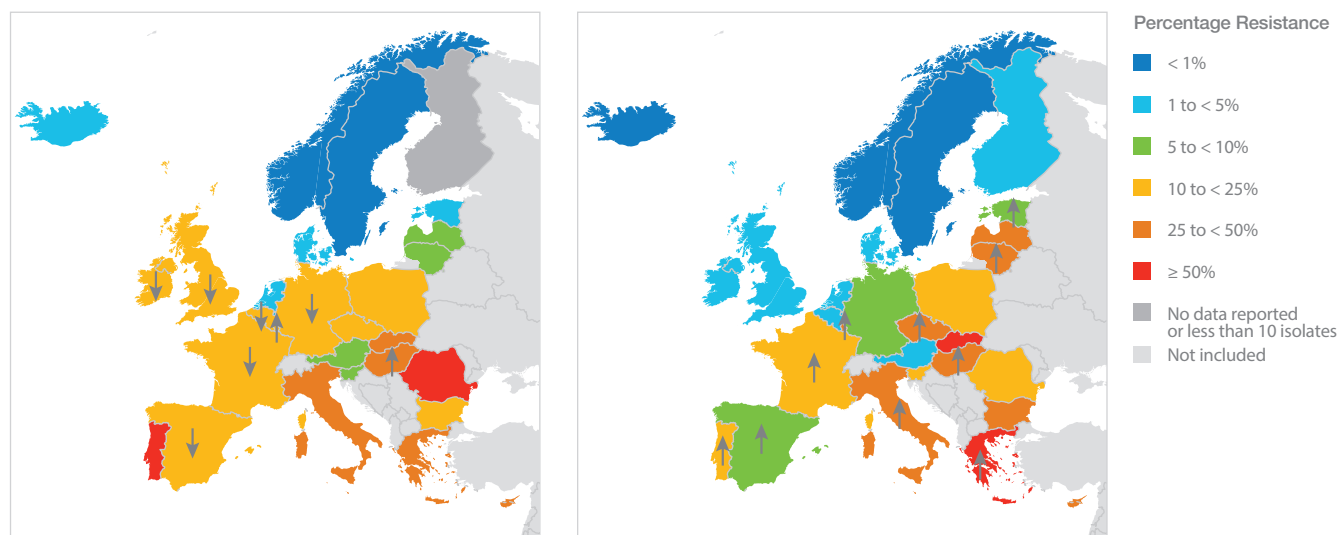 Percentage Resistance
< 1%
1 to < 5%
5 to < 10%
10 to < 25%
25 to < 50%
≥ 50%
No data reported
or less than 10 isolates
Not included